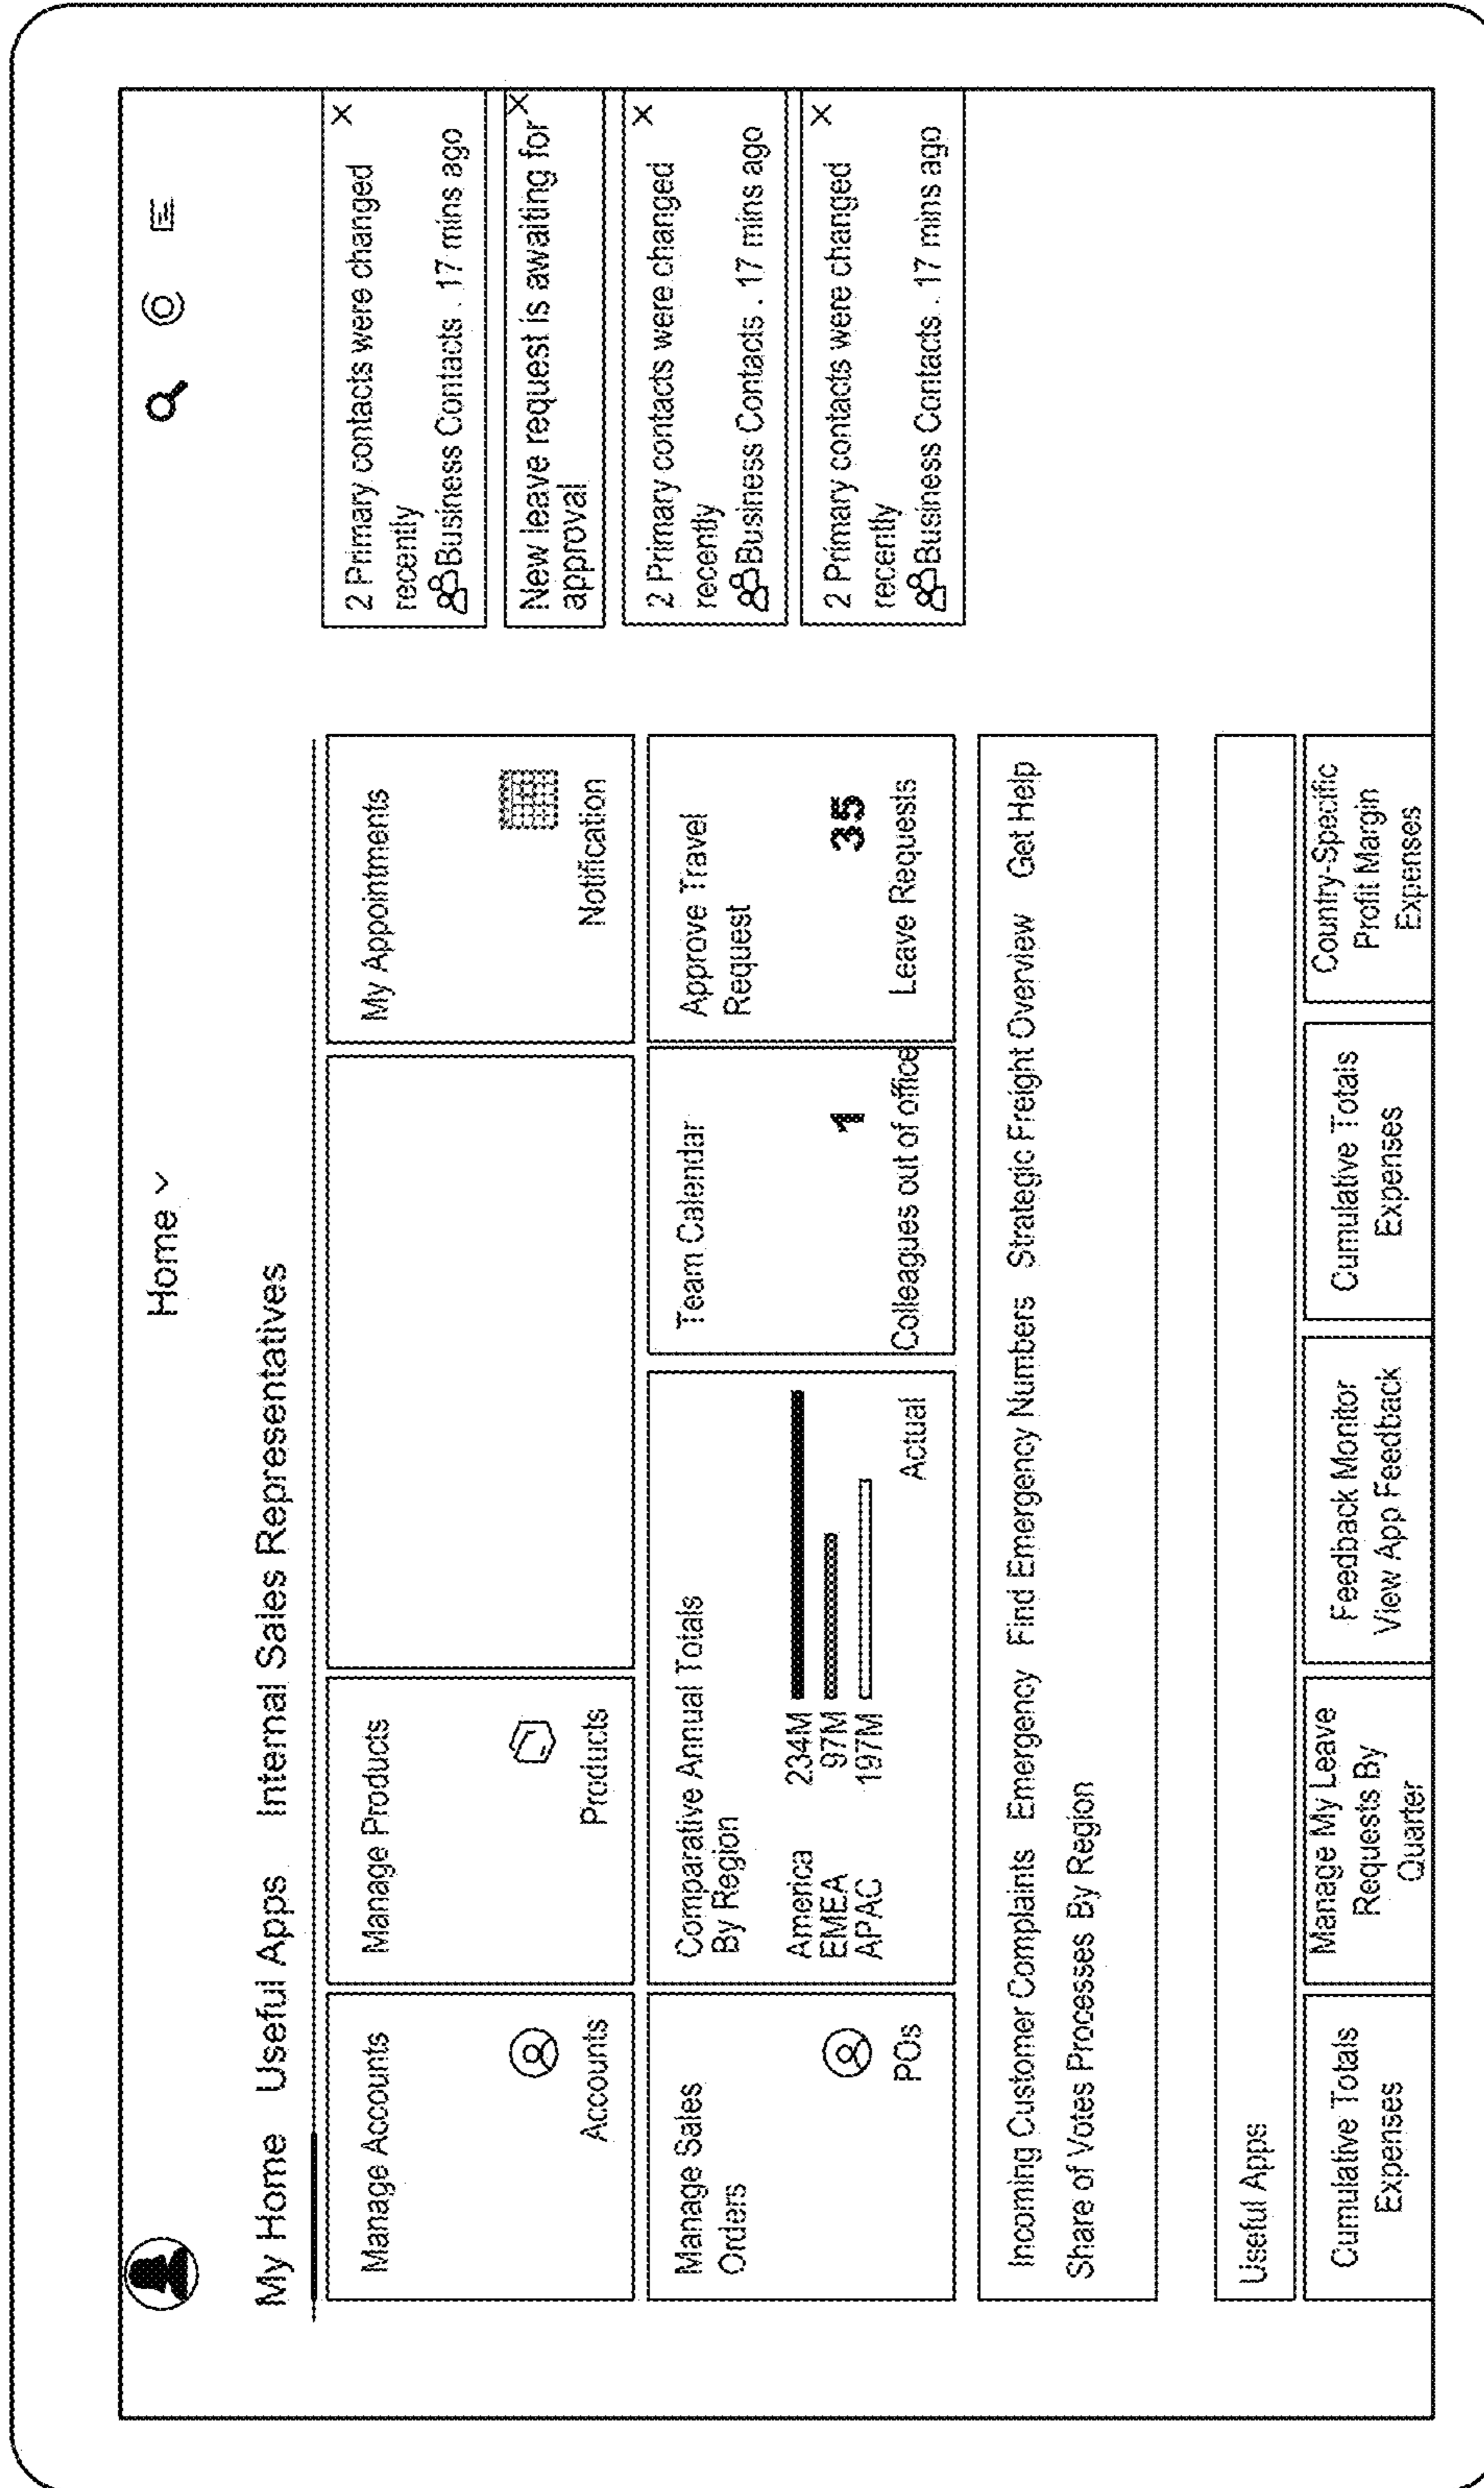 Home
My Home Useful Apps Internal Sales Representatives
Manage Accounts
Accounts
Manage Products
Products
My Appointments
Notification
Manage Sales
Orders
POs
Comparative Annual Totals
By Region
America 234M
EMEA 97M
APAC 197M
Actual
Team Calendar
1
Colleagues out of office
Approve Travel
Request
35
Leave Requests
Incoming Customer Complaints Emergency Find Emergency Numbers Strategic Freight Overview Get Help
Share of Votes Processes By Region
Useful Apps
Cumulative Totals
Expenses
Manage My Leave
Requests By
Quarter
Feedback Monitor
View App Feedback
Cumulative Totals
Expenses
Country-Specific
Profit Margin
Expenses
2 Primary contacts were changed
recently
Business Contacts . 17 mins ago
New leave request is awaiting for
approval
2 Primary contacts were changed
recently
Business Contacts . 17 mins ago
2 Primary contacts were changed
recently
Business Contacts . 17 mins ago